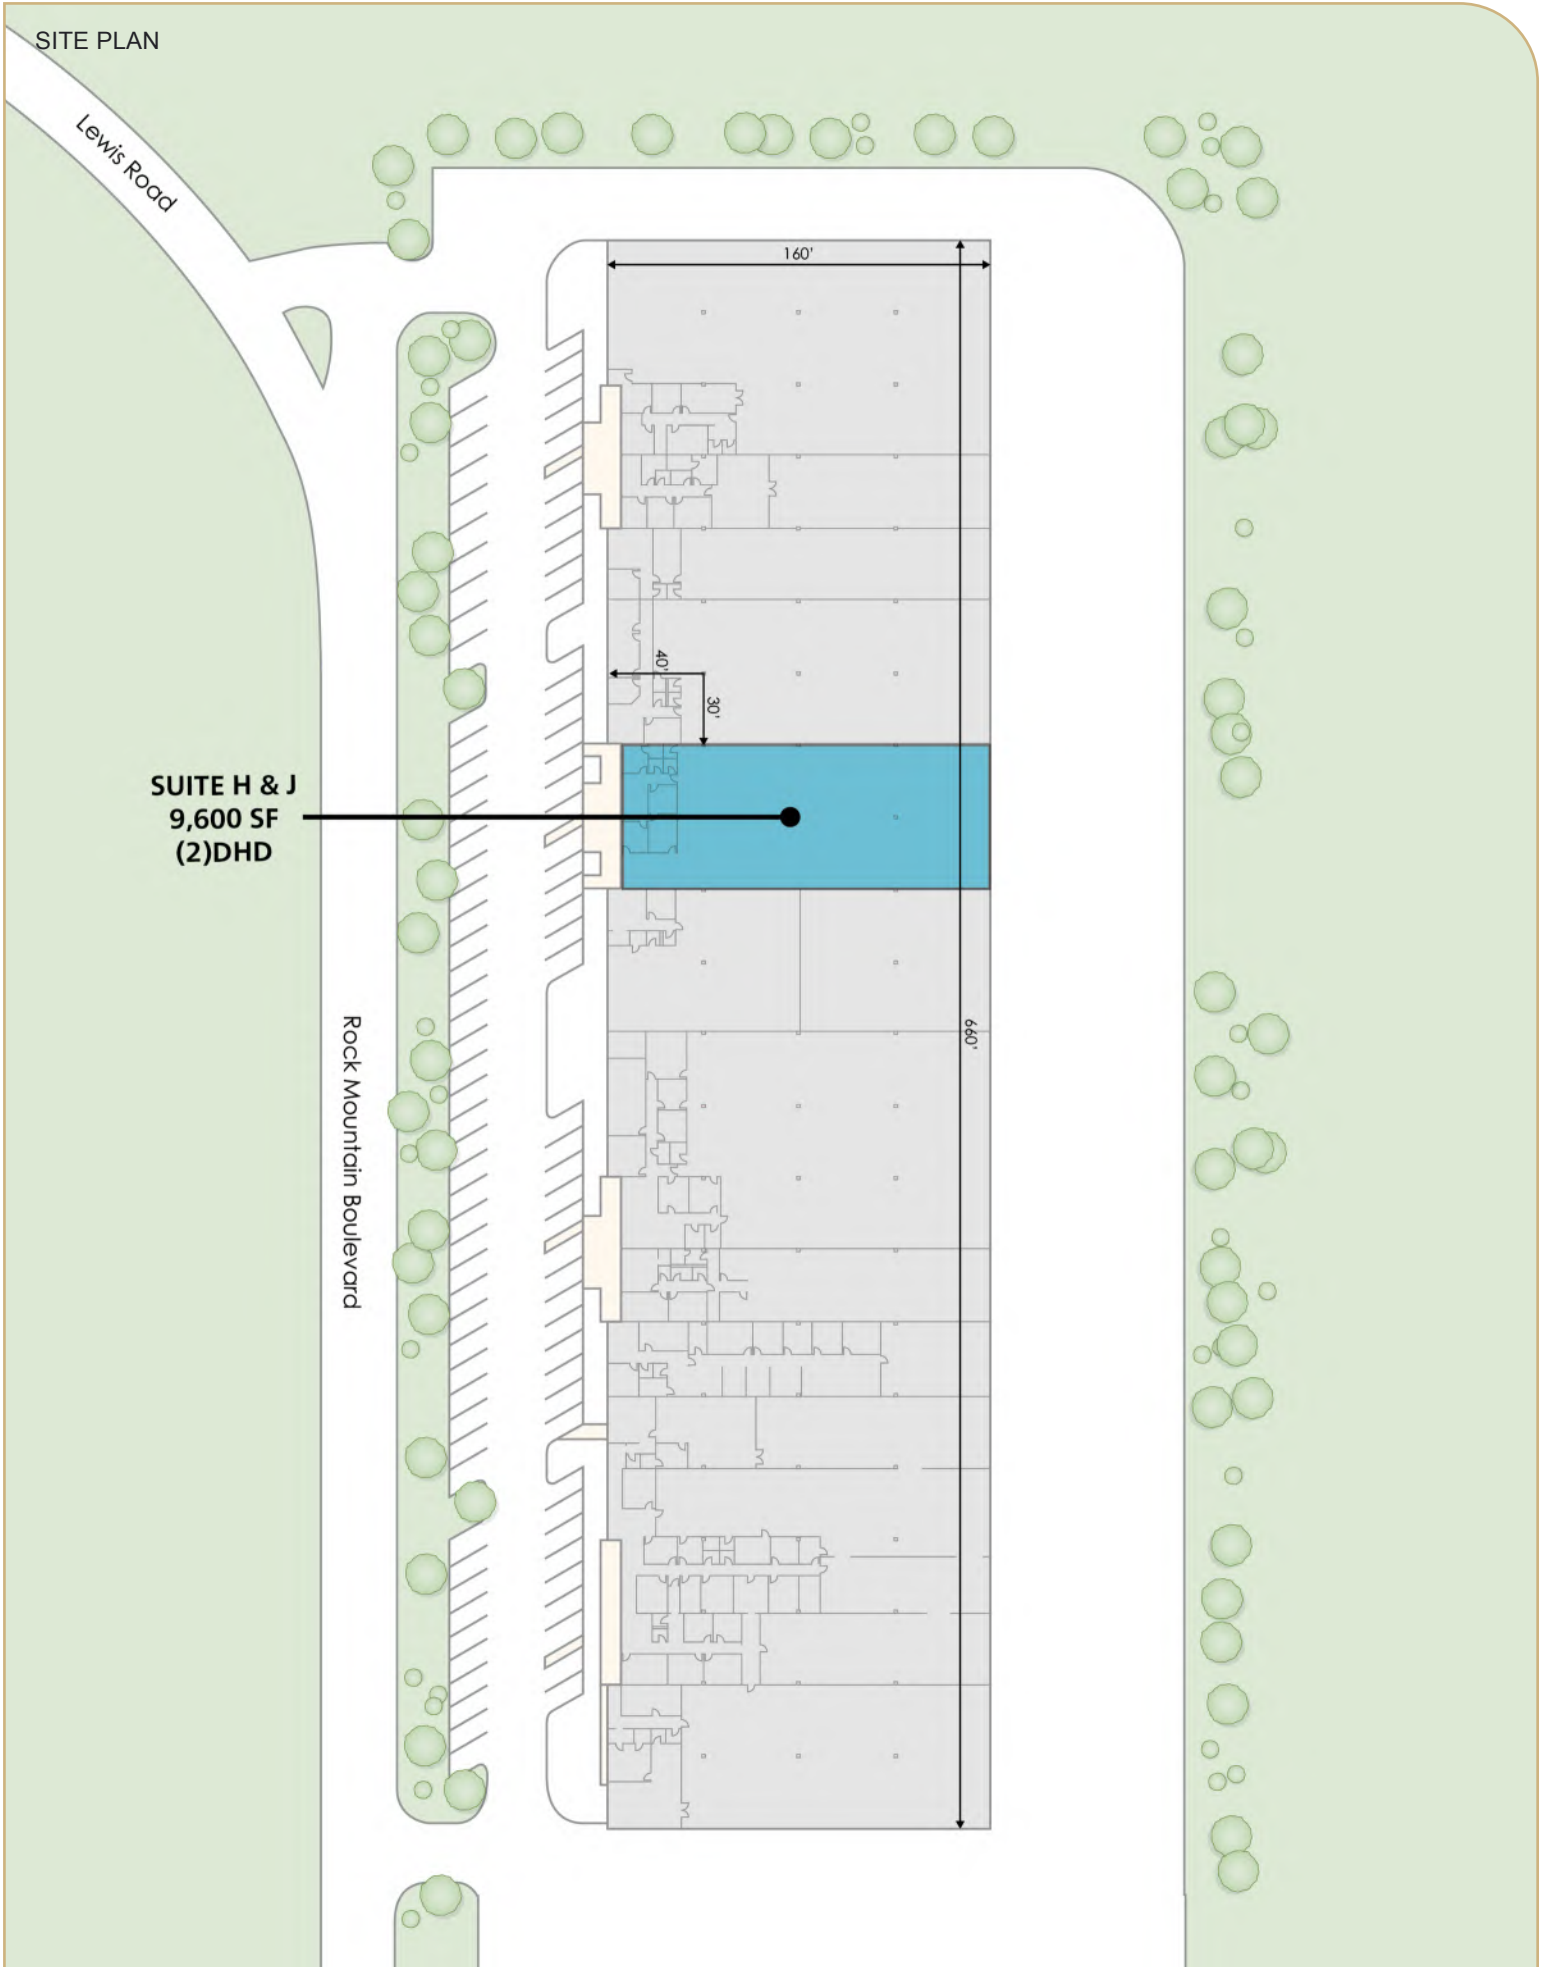 SITE PLAN
Lewis Road
160'
40'
30'
SUITE H & J
9,600 SF
(2)DHD
660'
Rock Mountain Boulevard